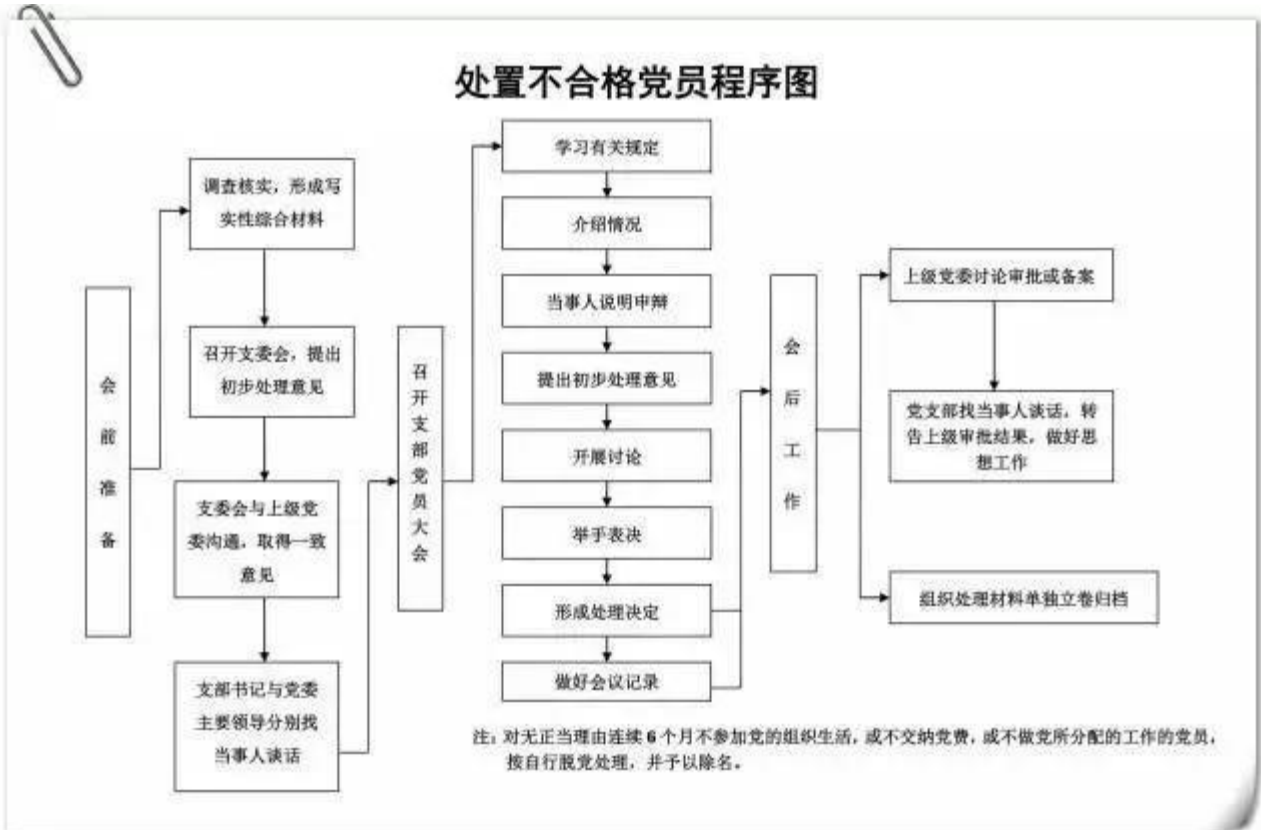 处置不合格党员程序图
会前准备
调查核实，形成写
实性综合材料
召开支委会，提出
初步处理意见
支委会与上级党
委沟通，取得一致
意见
支部书记与党委
主要领导分别找
当事人谈话
召开支部党员大会
学习有关规定
介绍情况
当事人说明申辩
提出初步处理意见
开展讨论
举手表决
形成处理决定
做好会议记录
会后工作
上级党委讨论审批或备案
党支部找当事人谈话，转
告上级审批结果，做好思
想工作
组织处理材料单独立卷归档
注：对无正当理由连续6个月不参加党的组织生活，或不交纳党费，或不做党所分配的工作的党员，
按自行脱党处理，并予以除名。